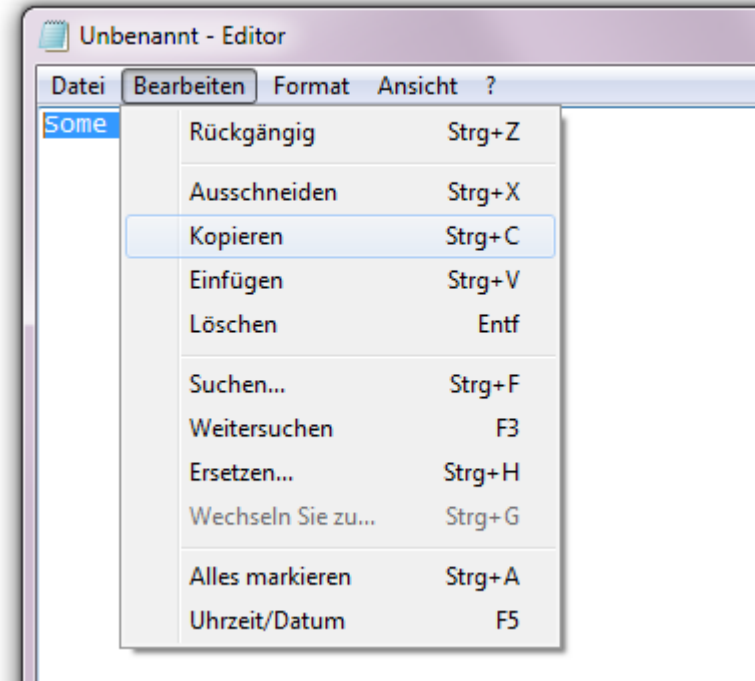 Unbenannt - Editor
Datei Bearbeiten Format Ansicht ?
Some
Rückgängig Strg+Z
Ausschneiden Strg+X
Kopieren Strg+C
Einfügen Strg+V
Löschen Entf
Suchen... Strg+F
Weitersuchen F3
Ersetzen... Strg+H
Wechseln Sie zu... Strg+G
Alles markieren Strg+A
Uhrzeit/Datum F5